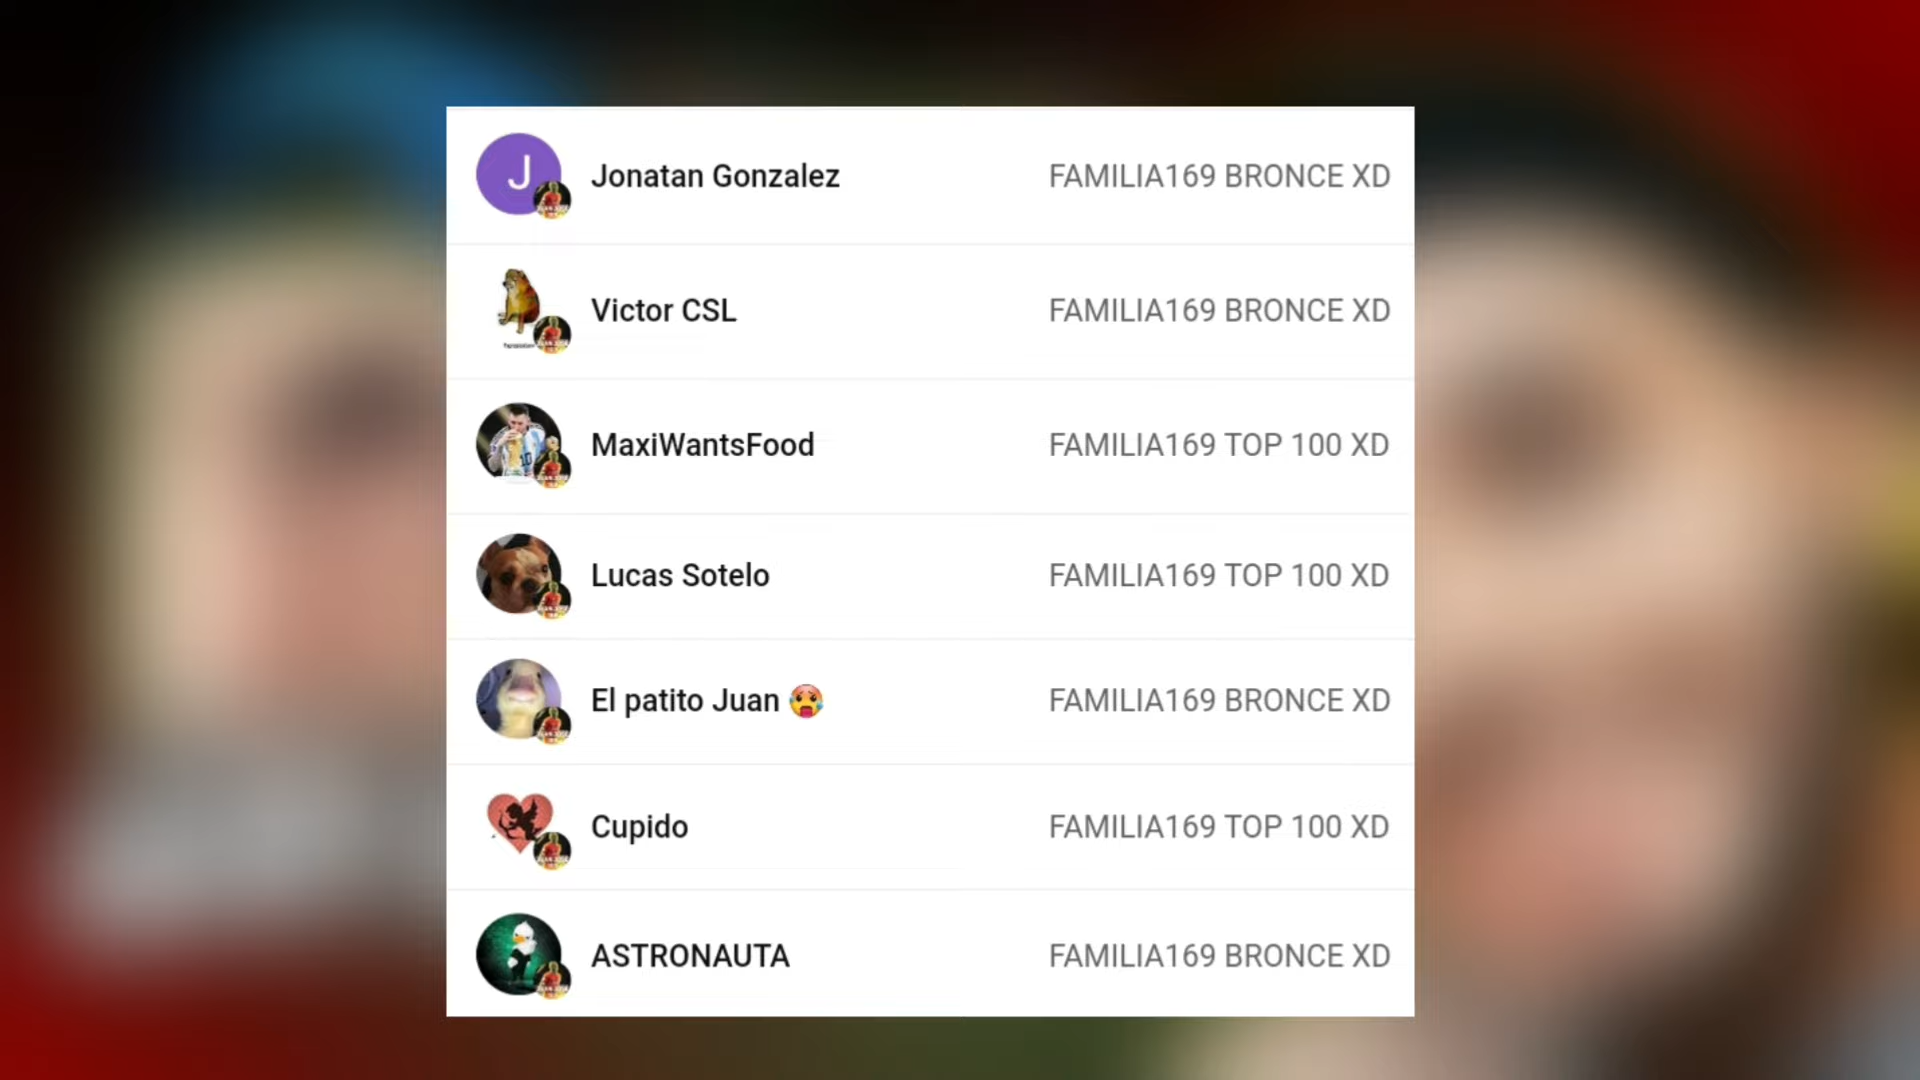 J
Jonatan Gonzalez FAMILIA169 BRONCE XD
Victor CSL FAMILIA169 BRONCE XD
MaxiWantsFood FAMILIA169 TOP 100 XD
10
Lucas Sotelo FAMILIA169 TOP 100 XD
El patito Juan 🥵 FAMILIA169 BRONCE XD
Cupido FAMILIA169 TOP 100 XD
ASTRONAUTA FAMILIA169 BRONCE XD